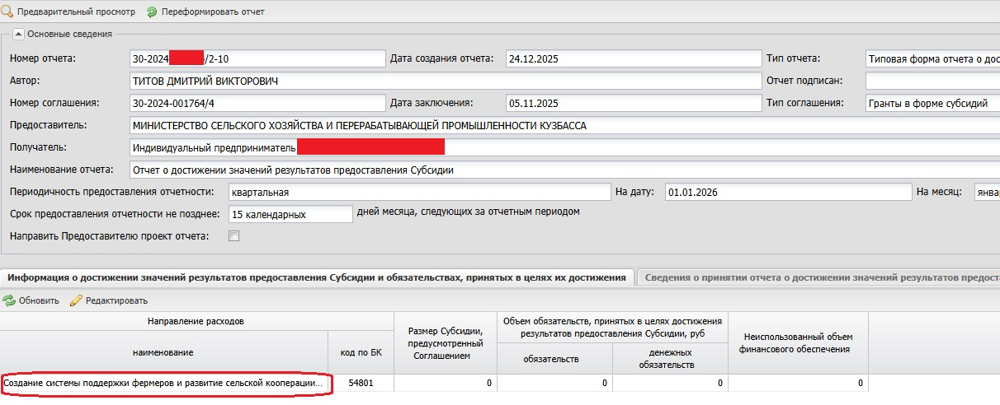 Предварительный просмотр Переформировать отчет
Основные сведения
Номер отчета: 30-2024 /2-10 Дата создания отчета: 24.12.2025 Тип отчета: Типовая форма отчета о дос
Автор: ТИТОВ ДМИТРИЙ ВИКТОРОВИЧ Отчет подписан:
Номер соглашения: 30-2024-001764/4 Дата заключения: 05.11.2025 Тип соглашения: Гранты в форме субсидий
Предоставитель: МИНИСТЕРСТВО СЕЛЬСКОГО ХОЗЯЙСТВА И ПЕРЕРАБАТЫВАЮЩЕЙ ПРОМЫШЛЕННОСТИ КУЗБАССА
Получатель: Индивидуальный предприниматель
Наименование отчета: Отчет о достижении значений результатов предоставления Субсидии
Периодичность предоставления отчетности: квартальная На дату: 01.01.2026 На месяц: январ
Срок предоставления отчетности не позднее: 15 календарных дней месяца, следующих за отчетным периодом
Направить Предоставителю проект отчета:
Информация о достижении значений результатов предоставления Субсидии и обязательствах, принятых в целях их достижения Сведения о принятии отчета о достижении значений результатов предоста
Обновить Редактировать
Направление расходов
наименование
код по БК
Размер Субсидии,
предусмотренный
Соглашением
Объем обязательств, принятых в целях достижения
результатов предоставления Субсидии, руб
обязательств
денежных
обязательств
Неиспользованный объем
финансового обеспечения
Создание системы поддержки фермеров и развитие сельской кооперации... 54801 0 0 0 0